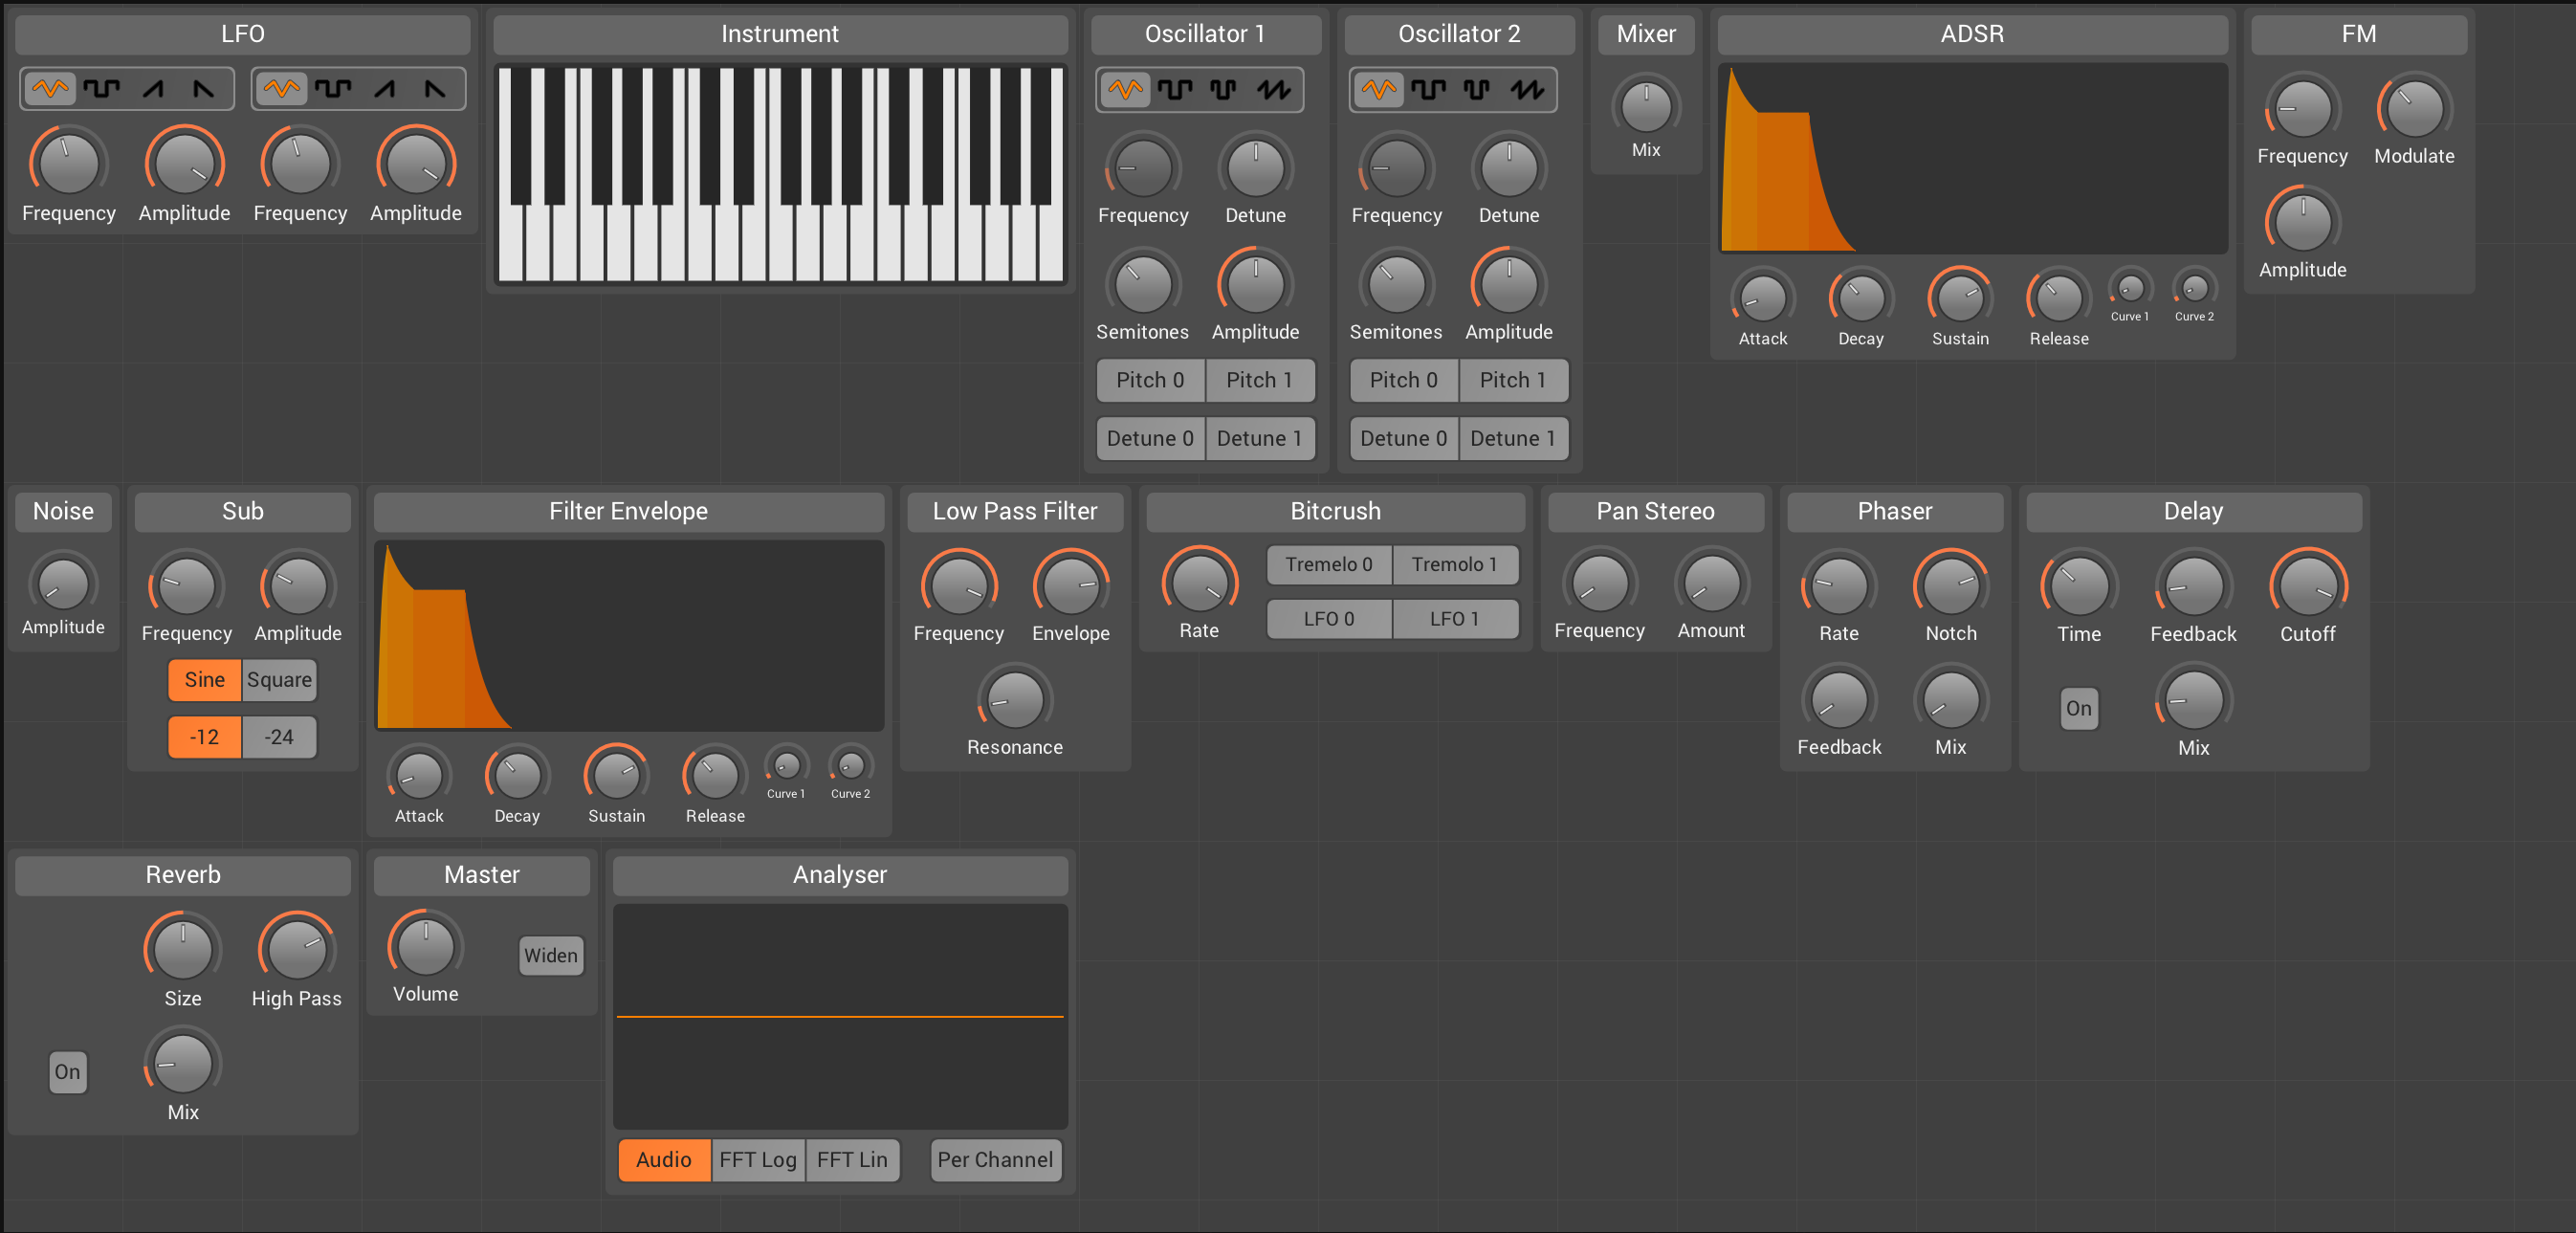 LFO
Frequency Amplitude Frequency Amplitude
Instrument
Oscillator 1
Frequency Detune
Semitones Amplitude
Pitch 0 Pitch 1
Detune 0 Detune 1
Oscillator 2
Frequency Detune
Semitones Amplitude
Pitch 0 Pitch 1
Detune 0 Detune 1
Mixer
Mix
ADSR
Attack Decay Sustain Release Curve 1 Curve 2
FM
Frequency Modulate
Amplitude
Noise
Amplitude
Sub
Frequency Amplitude
Sine Square
-12 -24
Filter Envelope
Attack Decay Sustain Release Curve 1 Curve 2
Low Pass Filter
Frequency Envelope
Resonance
Bitcrush
Tremelo 0 Tremolo 1
LFO 0 LFO 1
Rate
Pan Stereo
Frequency Amount
Phaser
Rate Notch
Feedback Mix
Delay
Time Feedback Cutoff
On Mix
Reverb
Size High Pass
On Mix
Master
Volume Widen
Analyser
Audio FFT Log FFT Lin Per Channel